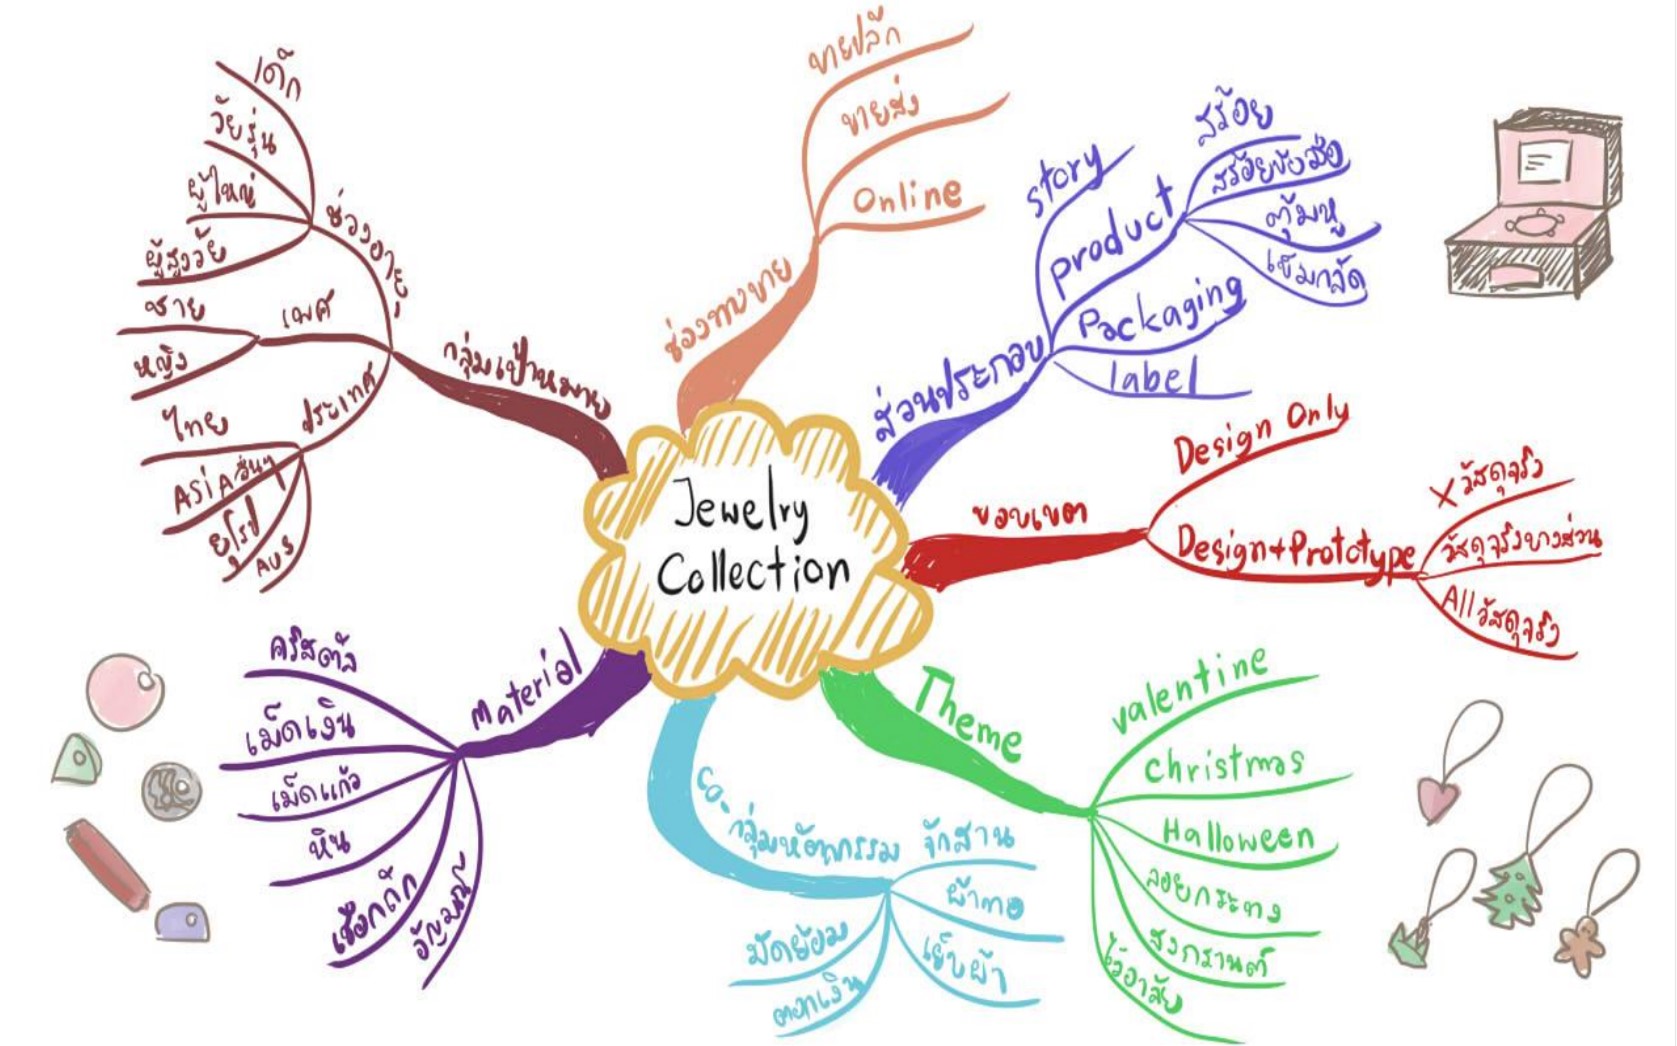 Jewelry
Collection
ช่องทางขาย
ขายปลีก
ขายส่ง
Online
ส่วนประกอบ
story
product
สร้อย
สร้อยข้อมือ
ตุ้มหู
เข็มกลัด
Packaging
label
ขอบเขต
Design Only
Design+Prototype
X วัสดุจริง
วัสดุจริงบางส่วน
All วัสดุจริง
Theme
valentine
christmas
Halloween
ลอยกระทง
สงกรานต์
ไว้อาลัย
Co-กลุ่มหัตถกรรม
จักสาน
ผ้าทอ
เย็บผ้า
มัดย้อม
ตอกเงิน
Material
คริสตัล
เม็ดเงิน
เม็ดแก้ว
หิน
เชือกถัก
อัญมณี
กลุ่มเป้าหมาย
ช่วงอายุ
เด็ก
วัยรุ่น
ผู้ใหญ่
ผู้สูงวัย
เพศ
ชาย
หญิง
ประเทศ
ไทย
Asia อื่นๆ
ยุโรป
Aus